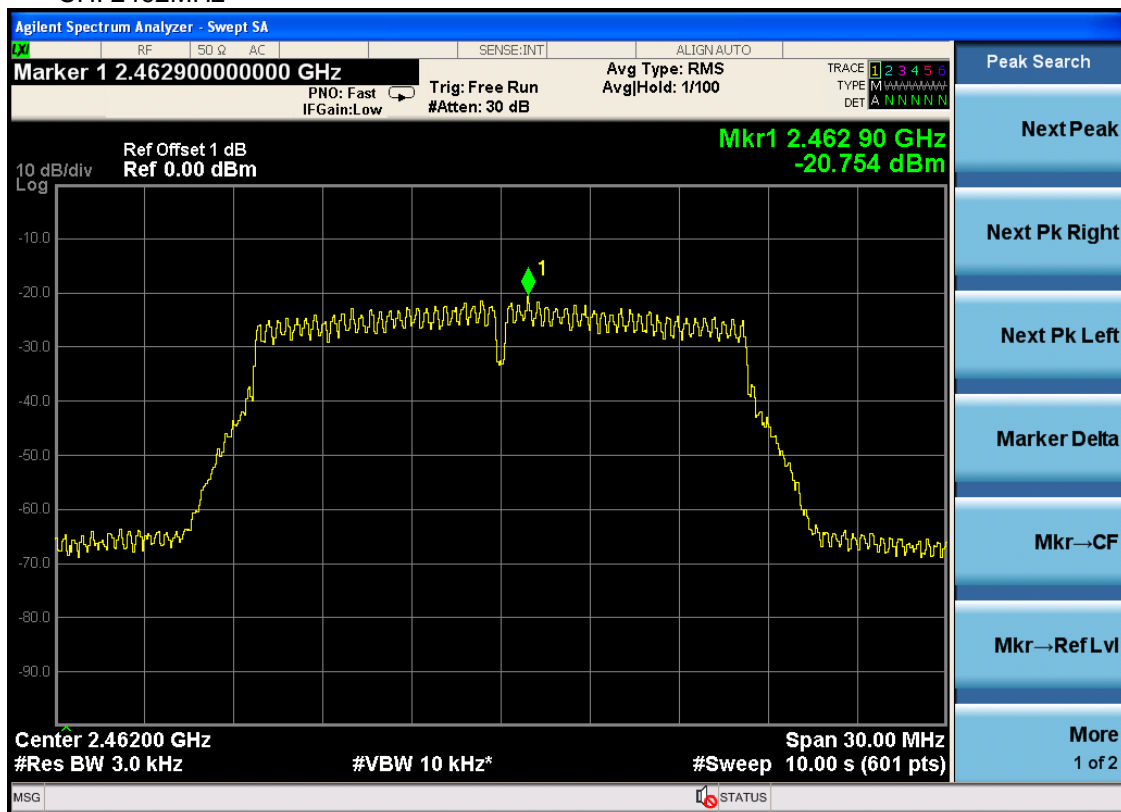 Agilent Spectrum Analyzer - Swept SA
LXI RF 50 Ω AC SENSE:INT ALIGN AUTO
Marker 1 2.462900000000 GHz
PNO: Fast
IFGain:Low
Trig: Free Run
#Atten: 30 dB
Avg Type: RMS
Avg|Hold: 1/100
TRACE 1 2 3 4 5 6
TYPE M W W W W W
DET A N N N N N
Mkr1 2.462 90 GHz
-20.754 dBm
Ref Offset 1 dB
10 dB/div Ref 0.00 dBm
Log
-10.0
-20.0
-30.0
-40.0
-50.0
-60.0
-70.0
-80.0
-90.0
1
Center 2.46200 GHz Span 30.00 MHz
#Res BW 3.0 kHz #VBW 10 kHz* #Sweep 10.00 s (601 pts)
MSG STATUS
Peak Search
Next Peak
Next Pk Right
Next Pk Left
Marker Delta
Mkr→CF
Mkr→Ref Lvl
More
1 of 2